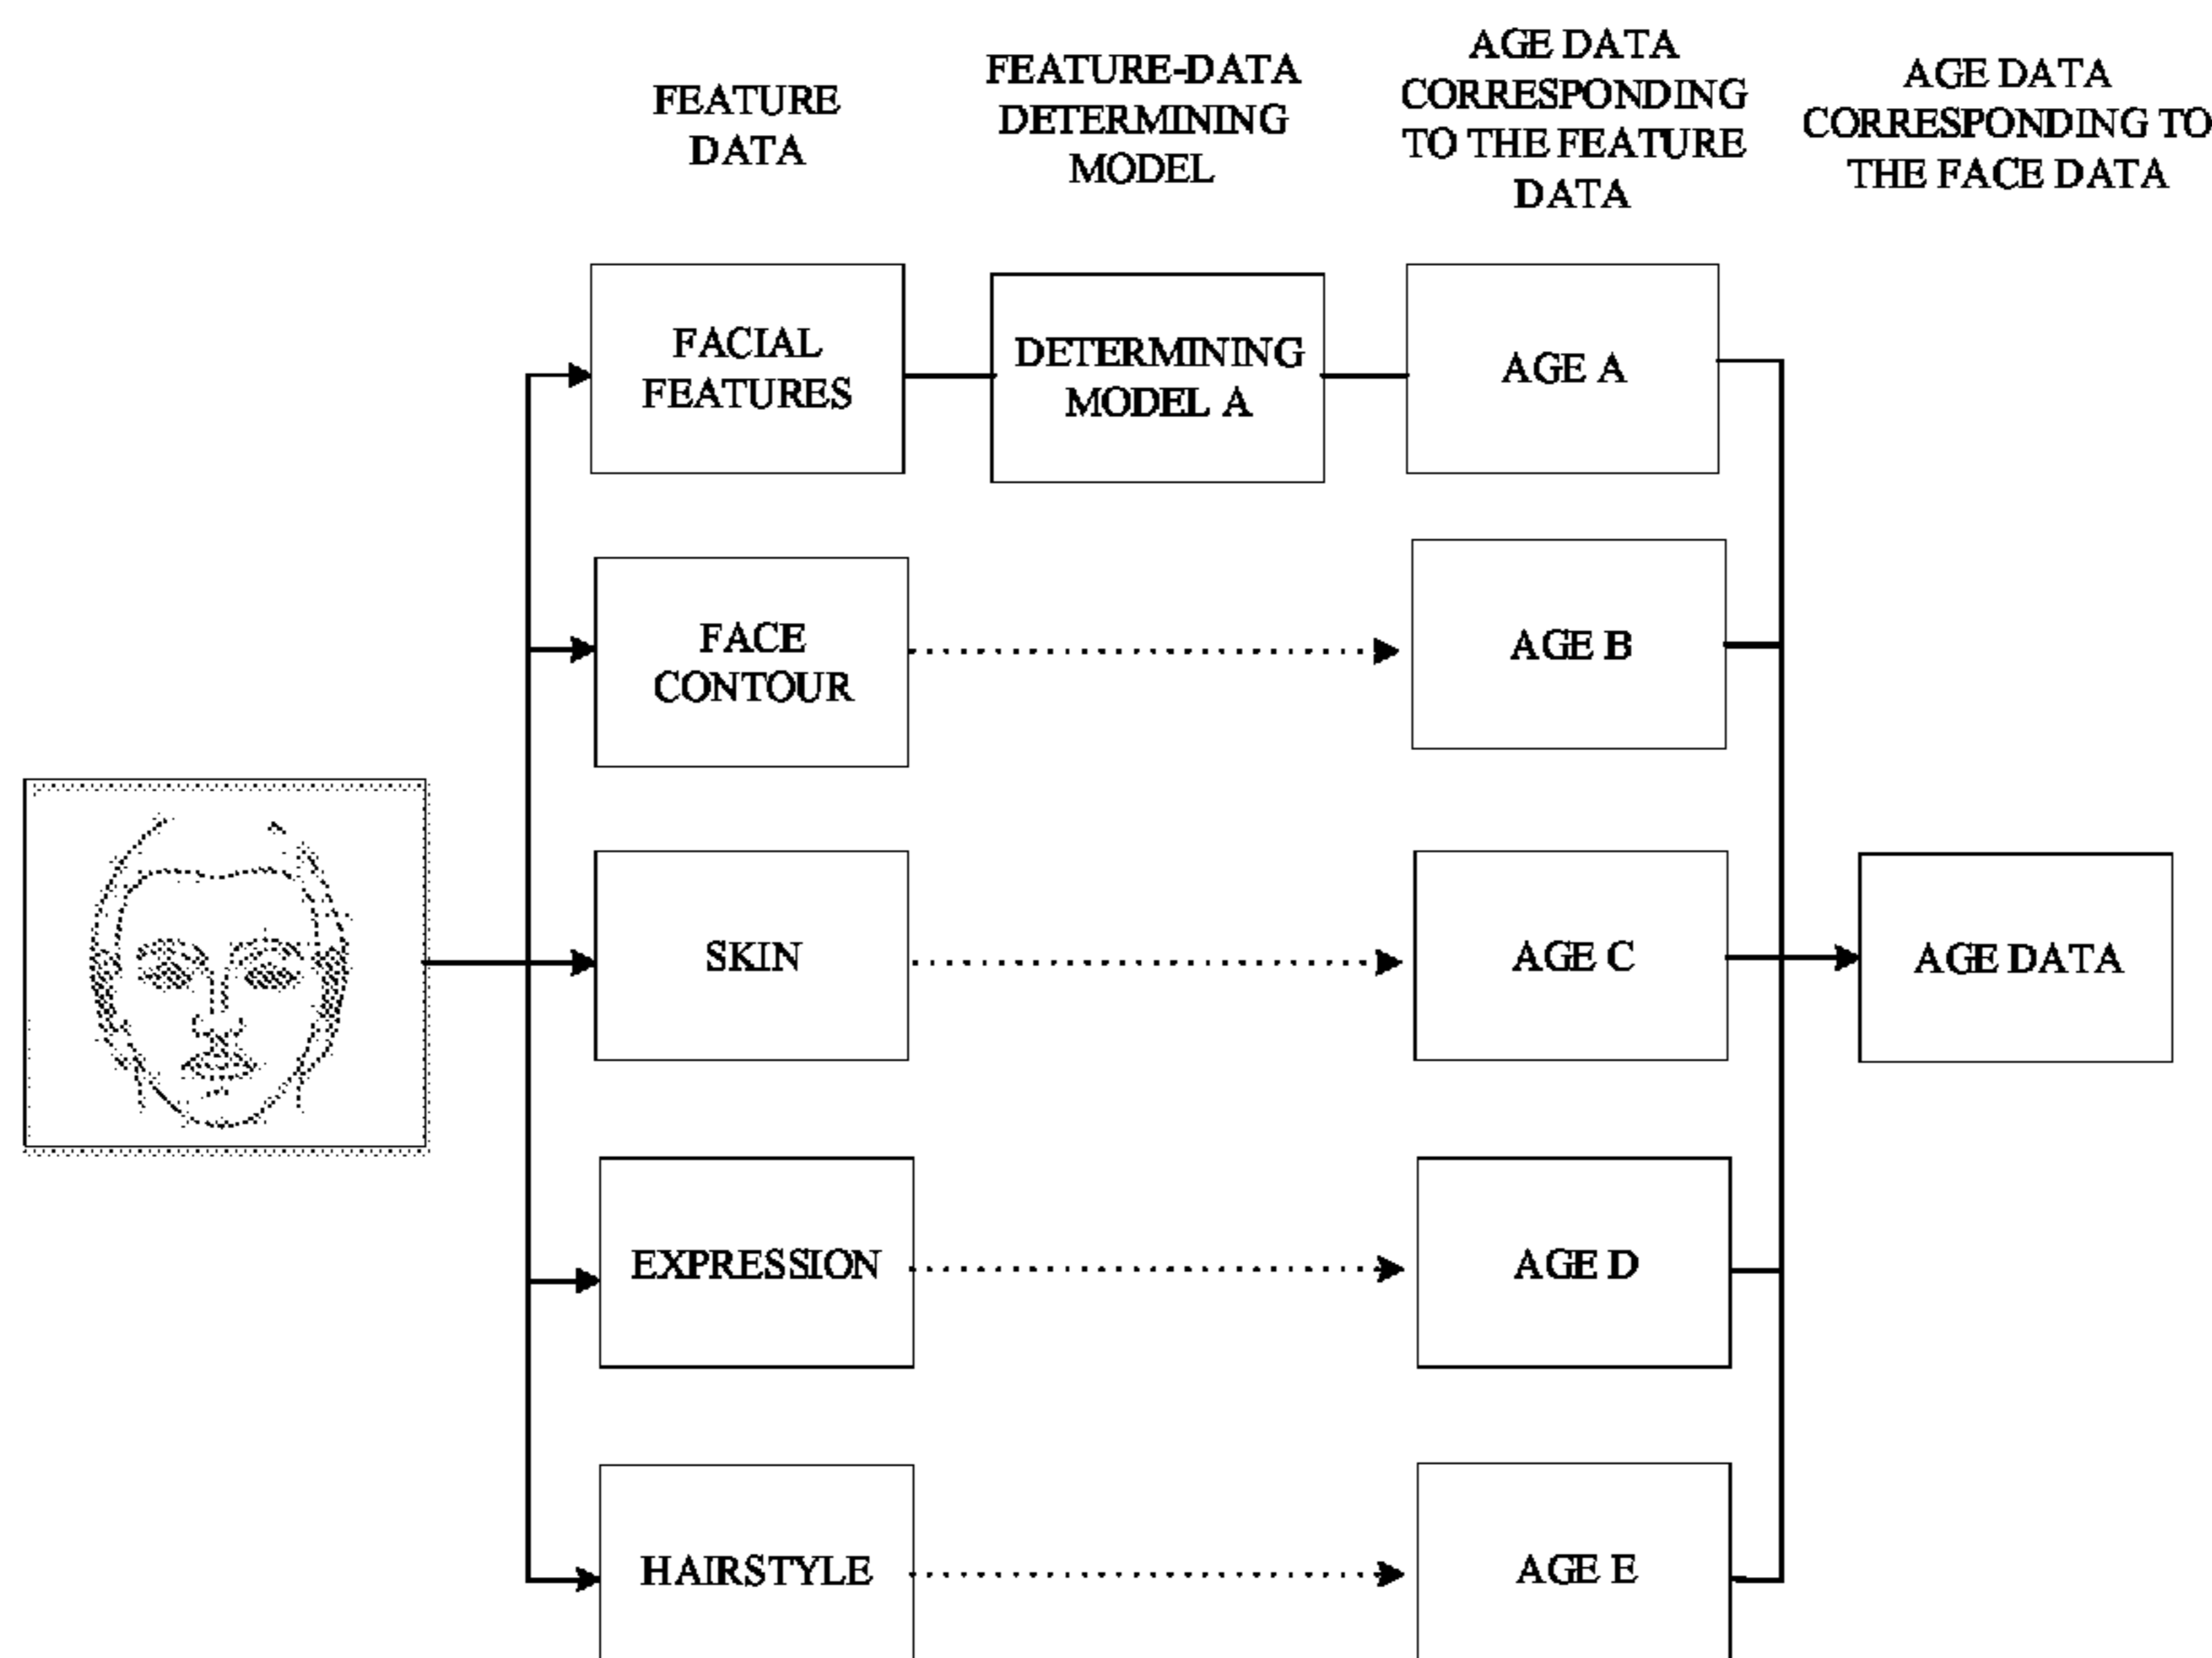 FEATURE
DATA
FEATURE-DATA
DETERMINING
MODEL
AGE DATA
CORRESPONDING
TO THE FEATURE
DATA
AGE DATA
CORRESPONDING TO
THE FACE DATA
FACIAL
FEATURES
DETERMINING
MODEL A
AGE A
FACE
CONTOUR
AGE B
SKIN
AGE C
AGE DATA
EXPRESSION
AGE D
HAIRSTYLE
AGE E